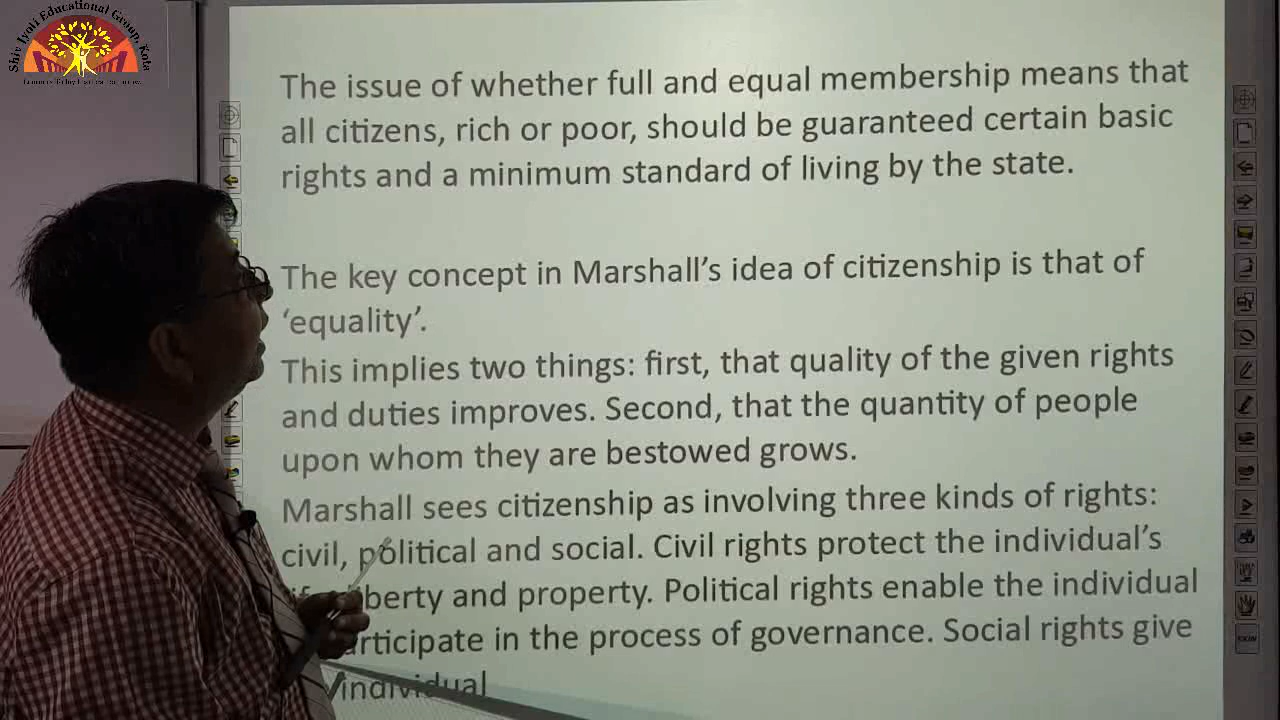 Shiv Jyoti Educational Group, Kota
The issue of whether full and equal membership means that
all citizens, rich or poor, should be guaranteed certain basic
rights and a minimum standard of living by the state.
The key concept in Marshall’s idea of citizenship is that of
‘equality’.
This implies two things: first, that quality of the given rights
and duties improves. Second, that the quantity of people
upon whom they are bestowed grows.
Marshall sees citizenship as involving three kinds of rights:
civil, political and social. Civil rights protect the individual’s
and property. Political rights enable the individual
in the process of governance. Social rights give
individual